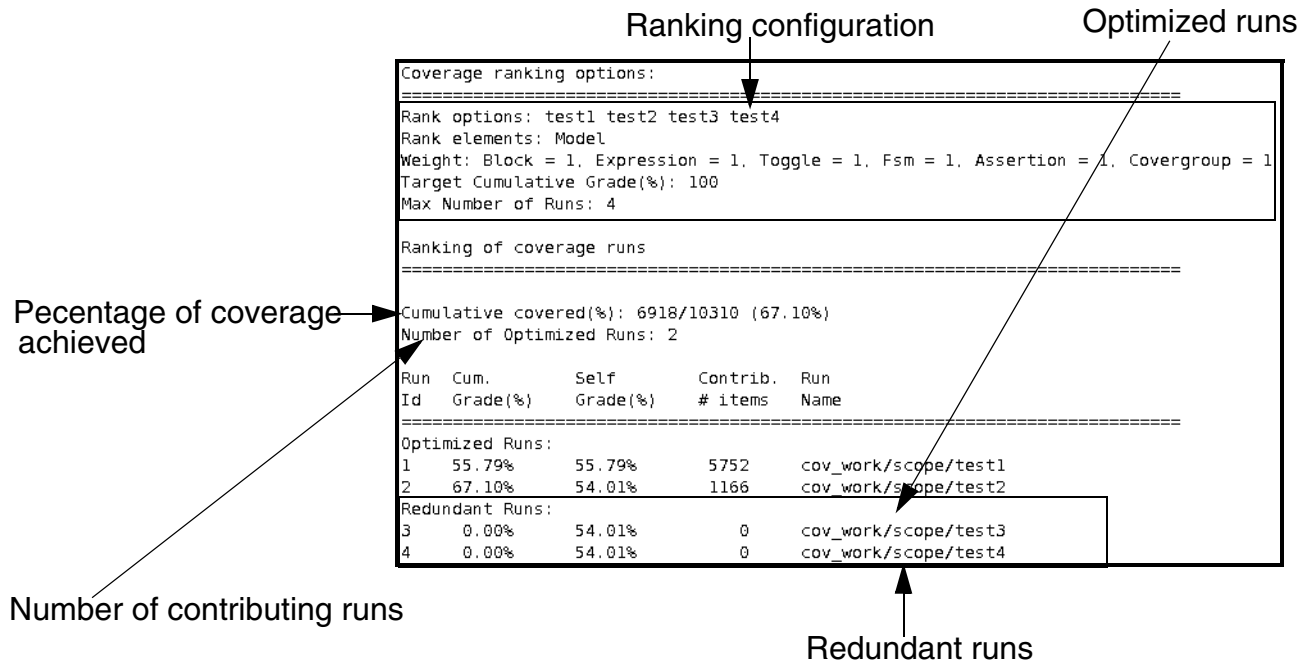 Ranking configuration
Optimized runs
Coverage ranking options:
===========================================================================
Rank options: test1 test2 test3 test4
Rank elements: Model
Weight: Block = 1, Expression = 1, Toggle = 1, Fsm = 1, Assertion = 1, Covergroup = 1
Target Cumulative Grade(%): 100
Max Number of Runs: 4
Ranking of coverage runs
===========================================================================
Pecentage of coverage
achieved
Cumulative covered(%): 6918/10310 (67.10%)
Number of Optimized Runs: 2
Run Cum. Self Contrib. Run
Id Grade(%) Grade(%) # items Name
===========================================================================
Optimized Runs:
1 55.79% 55.79% 5752 cov_work/scope/test1
2 67.10% 54.01% 1166 cov_work/scope/test2
Redundant Runs:
3 0.00% 54.01% 0 cov_work/scope/test3
4 0.00% 54.01% 0 cov_work/scope/test4
Number of contributing runs
Redundant runs